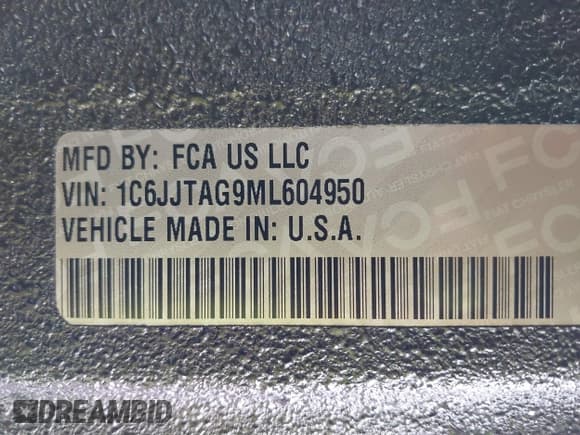 MFD BY: FCA US LLC
VIN: 1C6JJTAG9ML604950
VEHICLE MADE IN: U.S.A.
DREAMBID